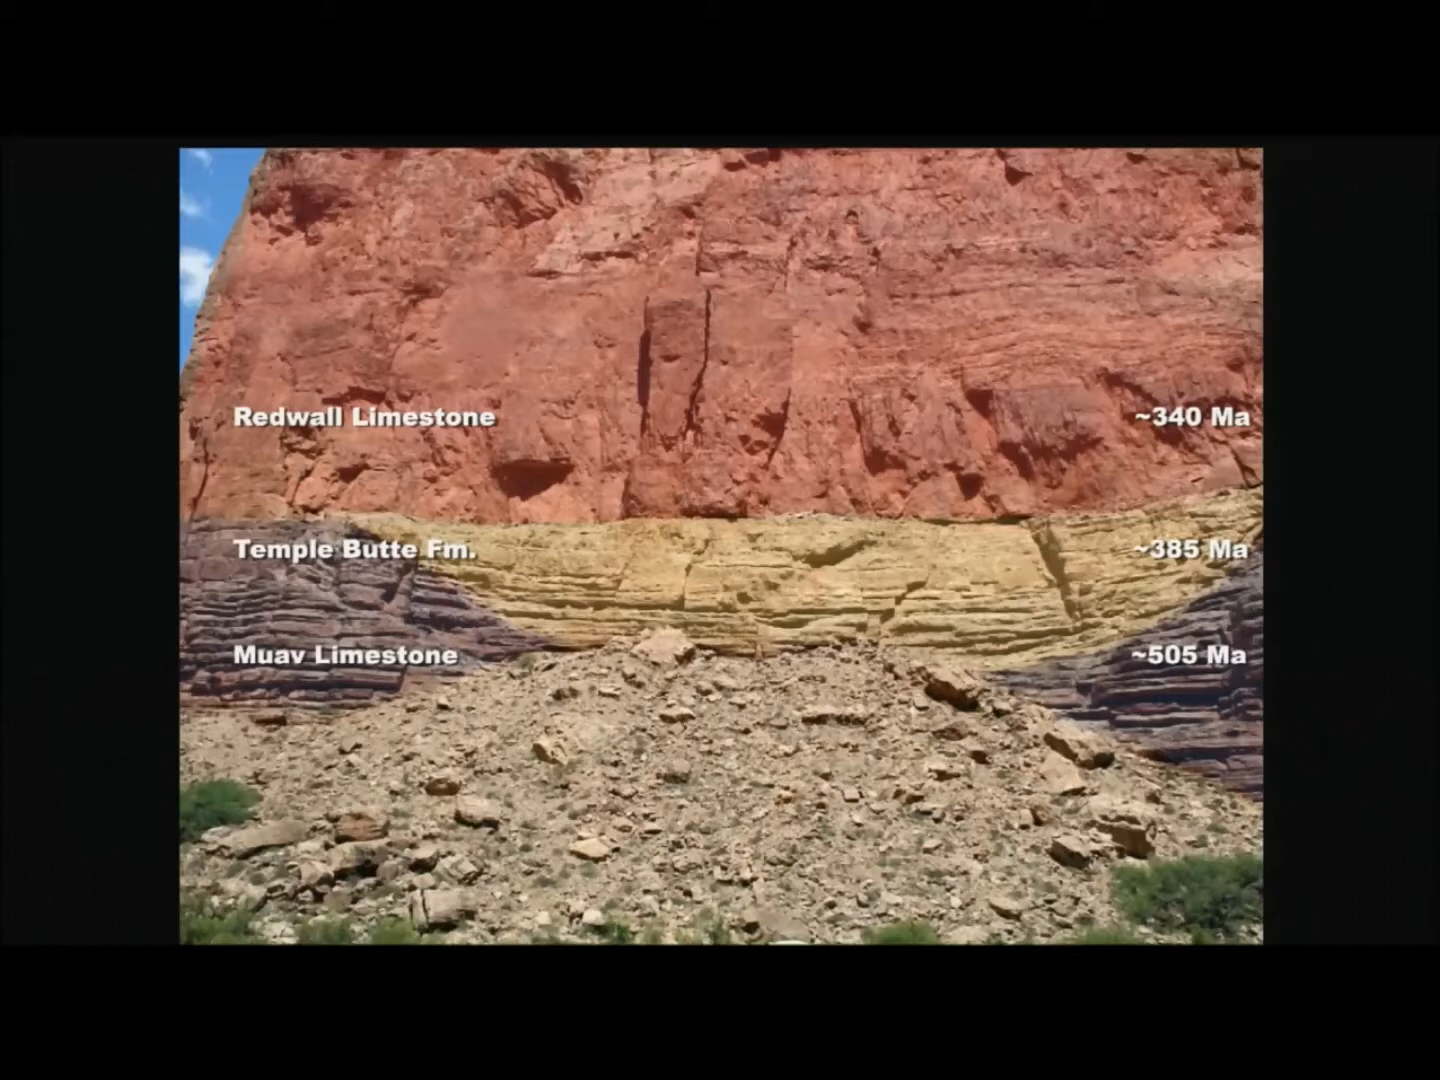 Redwall Limestone ~340 Ma
Temple Butte Fm. ~385 Ma
Muav Limestone ~505 Ma